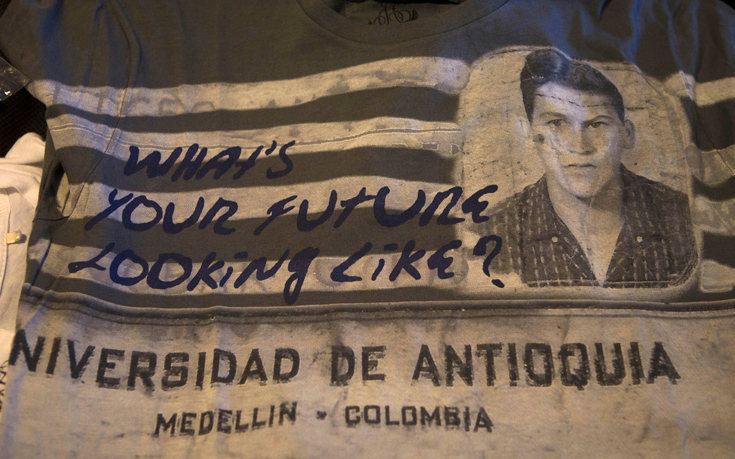 WHAT'S
YOUR FUTURE
LOOKING LIKE?
NIVERSIDAD DE ANTIOQUIA
MEDELLIN - COLOMBIA